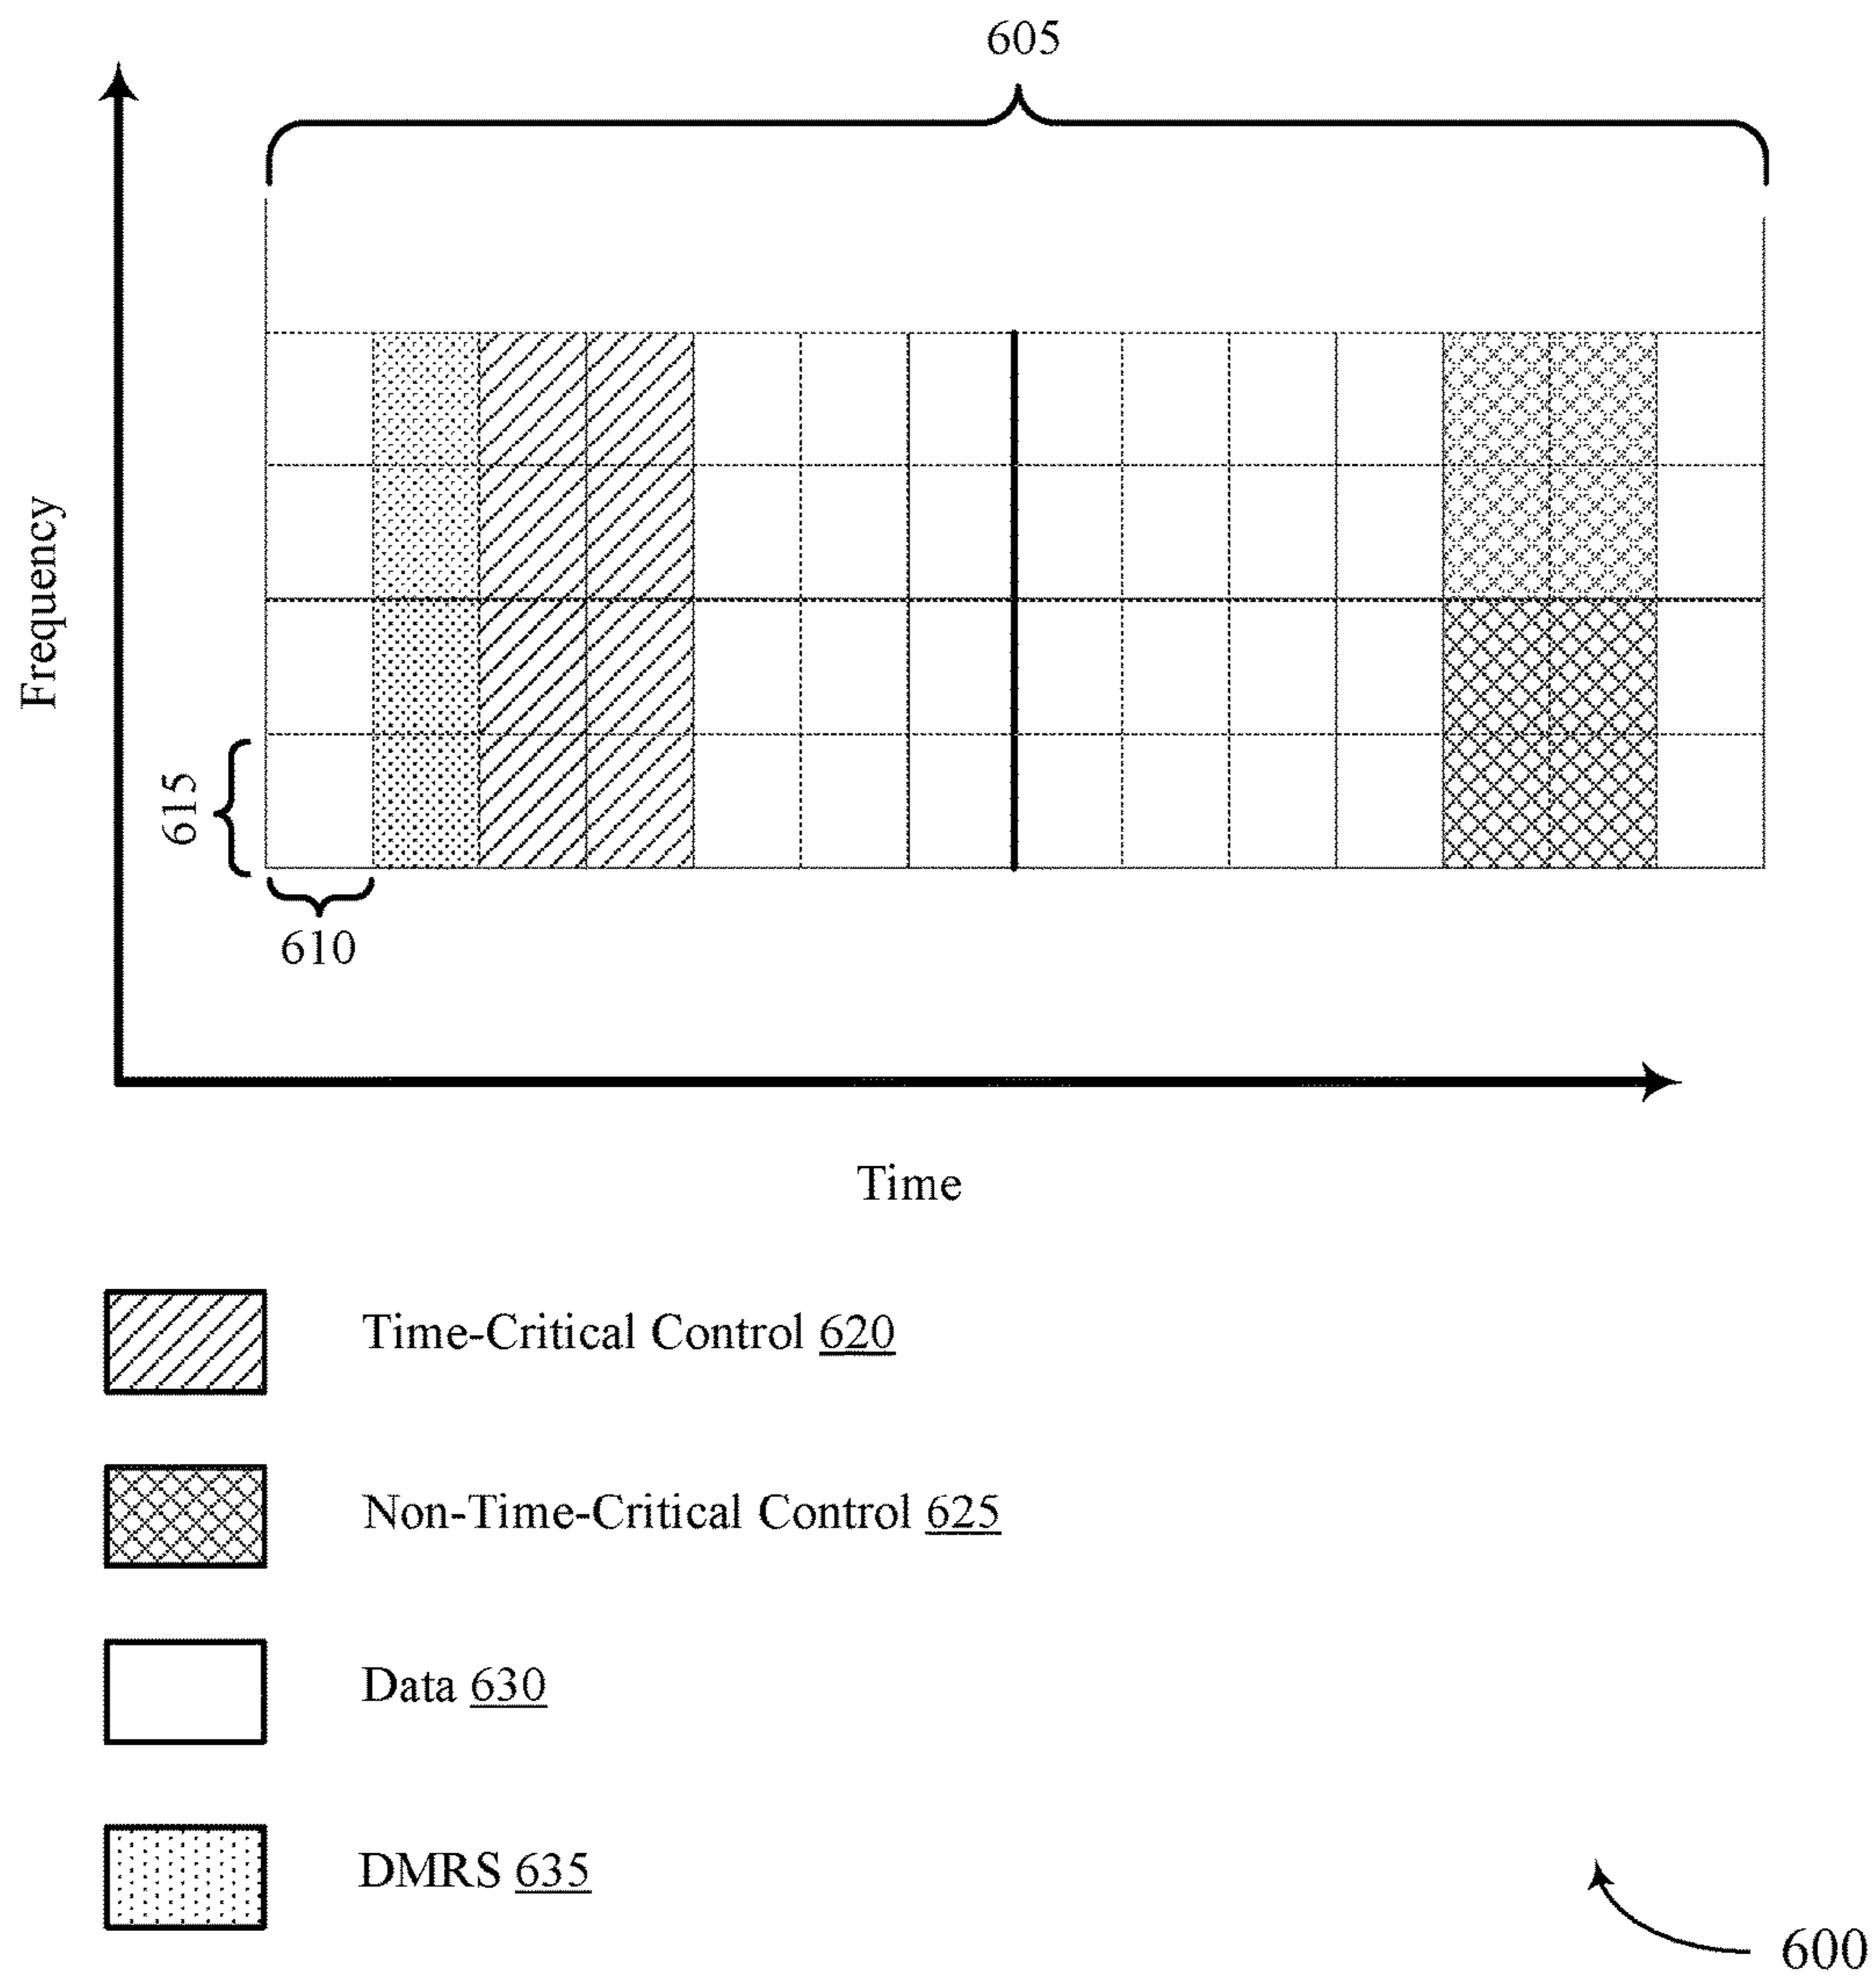 605
Frequency
615
610
Time
Time-Critical Control 620
Non-Time-Critical Control 625
Data 630
DMRS 635
600